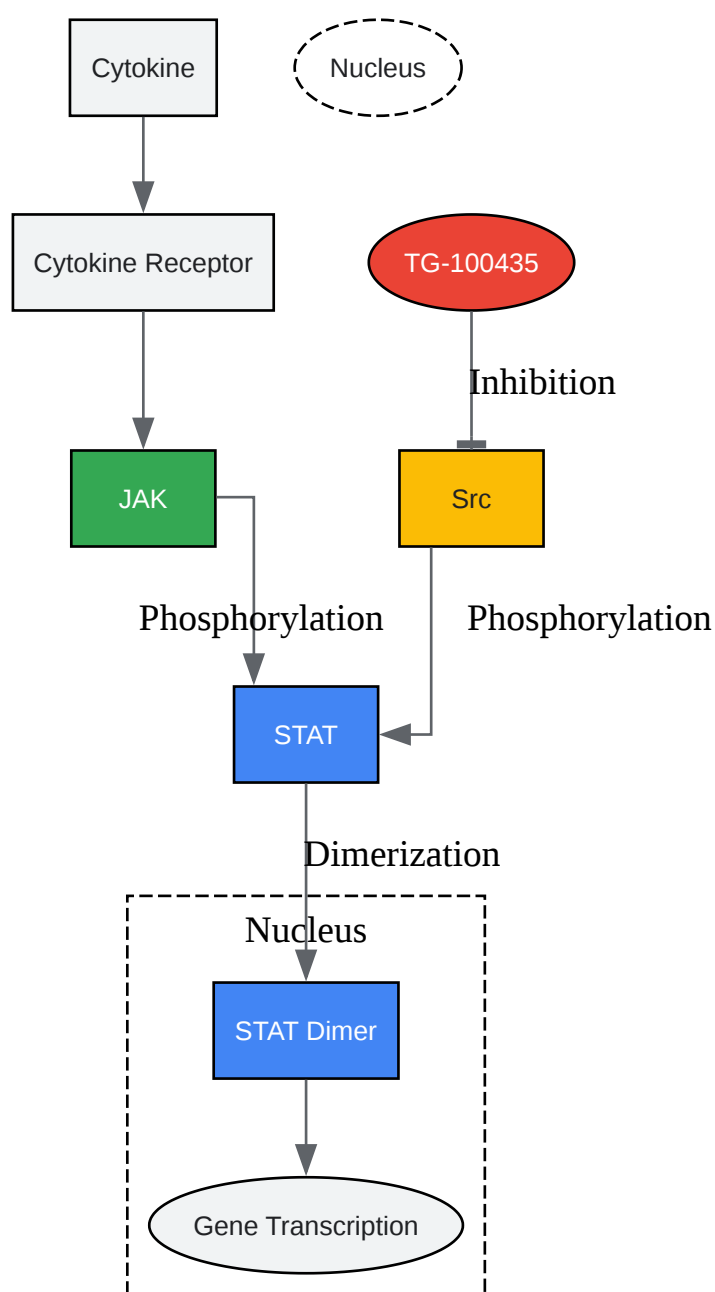 Cytokine
Nucleus
Cytokine Receptor
TG-100435
Inhibition
JAK
Src
Phosphorylation
Phosphorylation
STAT
Dimerization
Nucleus
STAT Dimer
Gene Transcription